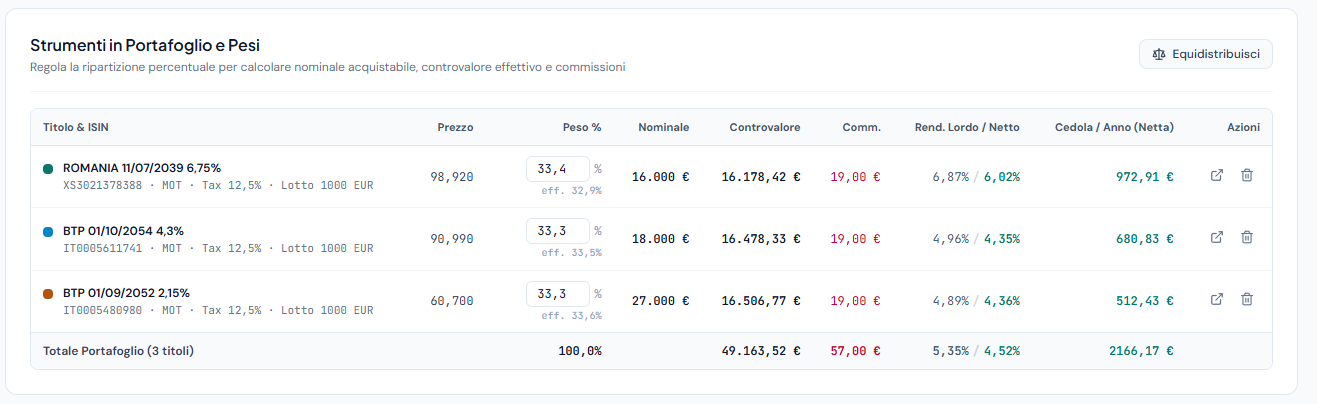 Strumenti in Portafoglio e Pesi
Regola la ripartizione percentuale per calcolare nominale acquistabile, controvalore effettivo e commissioni
Equidistribuisci
Titolo & ISIN Prezzo Peso % Nominale Controvalore Comm. Rend. Lordo / Netto Cedola / Anno (Netta) Azioni
ROMANIA 11/07/2039 6,75%
XS3021378388 · MOT · Tax 12,5% · Lotto 1000 EUR
98,920 33,4 % 16.000 € 16.178,42 € 19,00 € 6,87% / 6,02% 972,91 €
eff. 32,9%
BTP 01/10/2054 4,3%
IT0005611741 · MOT · Tax 12,5% · Lotto 1000 EUR
90,990 33,3 % 18.000 € 16.478,33 € 19,00 € 4,96% / 4,35% 680,83 €
eff. 33,5%
BTP 01/09/2052 2,15%
IT0005480980 · MOT · Tax 12,5% · Lotto 1000 EUR
60,700 33,3 % 27.000 € 16.506,77 € 19,00 € 4,89% / 4,36% 512,43 €
eff. 33,6%
Totale Portafoglio (3 titoli) 100,0% 49.163,52 € 57,00 € 5,35% / 4,52% 2166,17 €